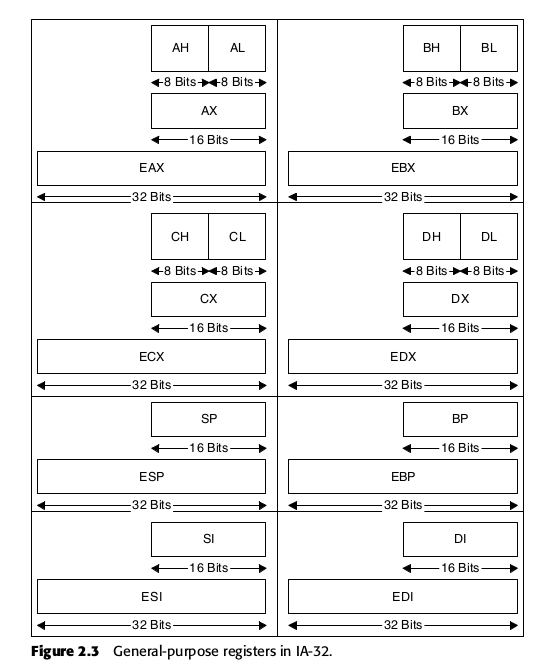 AH AL BH BL
8 Bits 8 Bits 8 Bits 8 Bits
AX BX
16 Bits 16 Bits
EAX EBX
32 Bits 32 Bits
CH CL DH DL
8 Bits 8 Bits 8 Bits 8 Bits
CX DX
16 Bits 16 Bits
ECX EDX
32 Bits 32 Bits
SP BP
16 Bits 16 Bits
ESP EBP
32 Bits 32 Bits
SI DI
16 Bits 16 Bits
ESI EDI
32 Bits 32 Bits
Figure 2.3 General-purpose registers in IA-32.